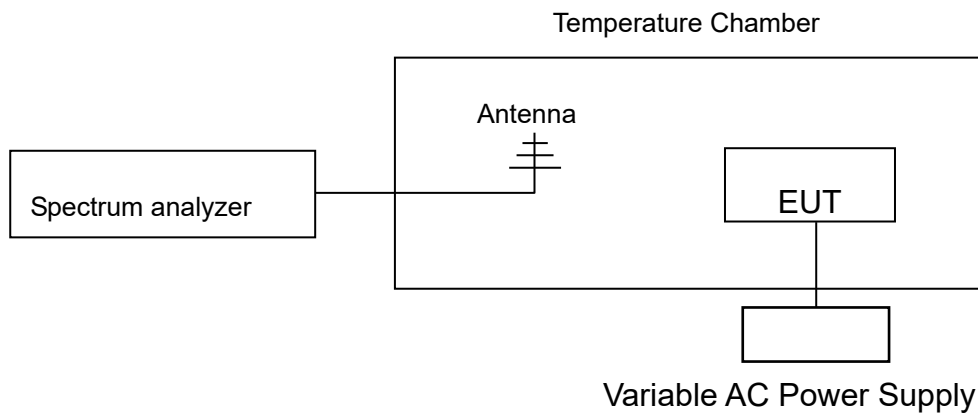 Temperature Chamber
Antenna
Spectrum analyzer
EUT
Variable AC Power Supply